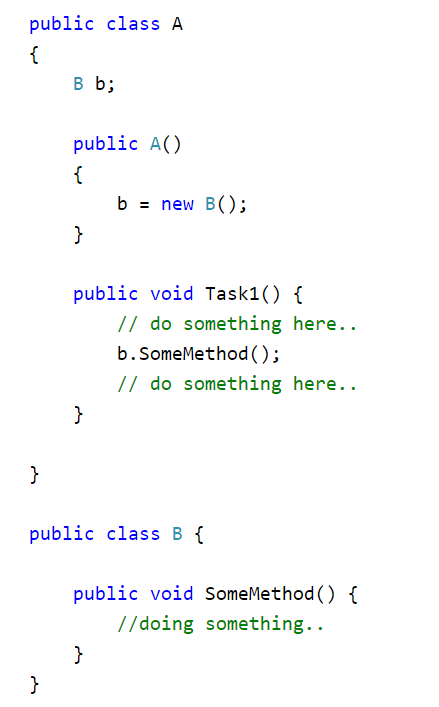 public class A
{
    B b;

    public A()
    {
        b = new B();
    }

    public void Task1() {
        // do something here..
        b.SomeMethod();
        // do something here..
    }

}

public class B {

    public void SomeMethod() {
        //doing something..
    }
}